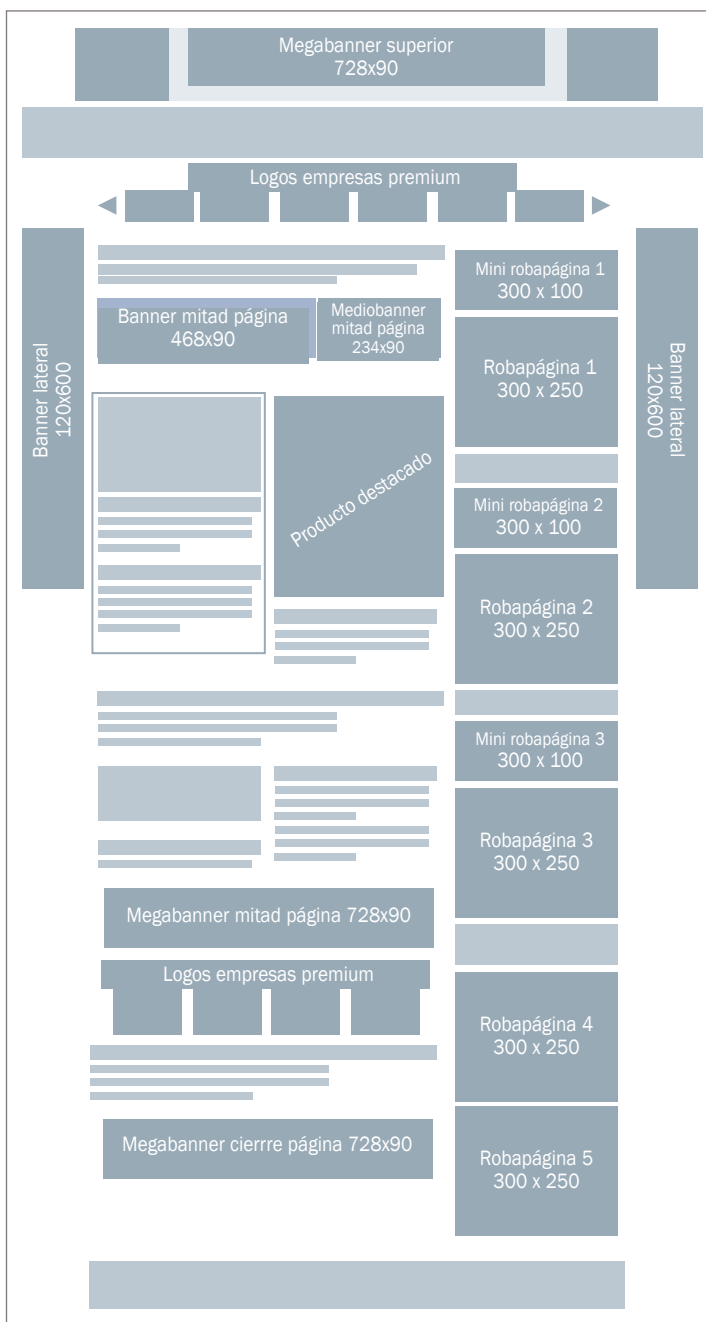 Megabanner superior
728x90
Logos empresas premium
Banner lateral
120x600
Banner mitad página
468x90
Mediobanner
mitad página
234x90
Producto destacado
Megabanner mitad página 728x90
Logos empresas premium
Megabanner cierrre página 728x90
Mini robapágina 1
300 x 100
Robapágina 1
300 x 250
Mini robapágina 2
300 x 100
Robapágina 2
300 x 250
Mini robapágina 3
300 x 100
Robapágina 3
300 x 250
Robapágina 4
300 x 250
Robapágina 5
300 x 250
Banner lateral
120x600